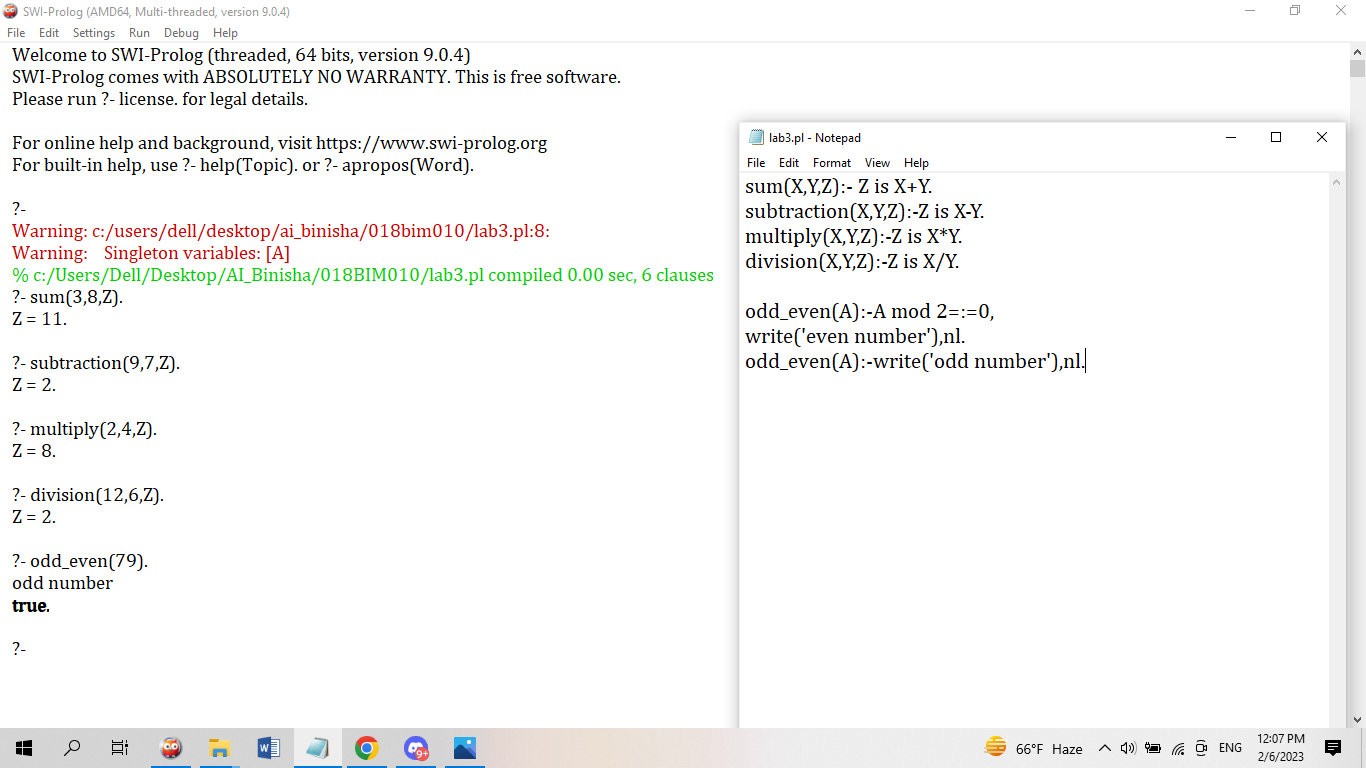 SWI-Prolog (AMD64, Multi-threaded, version 9.0.4)
File Edit Settings Run Debug Help
Welcome to SWI-Prolog (threaded, 64 bits, version 9.0.4)
SWI-Prolog comes with ABSOLUTELY NO WARRANTY. This is free software.
Please run ?- license. for legal details.
For online help and background, visit https://www.swi-prolog.org
For built-in help, use ?- help(Topic). or ?- apropos(Word).
?-
Warning: c:/users/dell/desktop/ai_binisha/018bim010/lab3.pl:8:
Warning:    Singleton variables: [A]
% c:/Users/Dell/Desktop/AI_Binisha/018BIM010/lab3.pl compiled 0.00 sec, 6 clauses
?- sum(3,8,Z).
Z = 11.
?- subtraction(9,7,Z).
Z = 2.
?- multiply(2,4,Z).
Z = 8.
?- division(12,6,Z).
Z = 2.
?- odd_even(79).
odd number
true.
?-
lab3.pl - Notepad
File Edit Format View Help
sum(X,Y,Z):- Z is X+Y.
subtraction(X,Y,Z):-Z is X-Y.
multiply(X,Y,Z):-Z is X*Y.
division(X,Y,Z):-Z is X/Y.
odd_even(A):-A mod 2=:=0,
write('even number'),nl.
odd_even(A):-write('odd number'),nl.
9+
66°F Haze
ENG
12:07 PM
2/6/2023